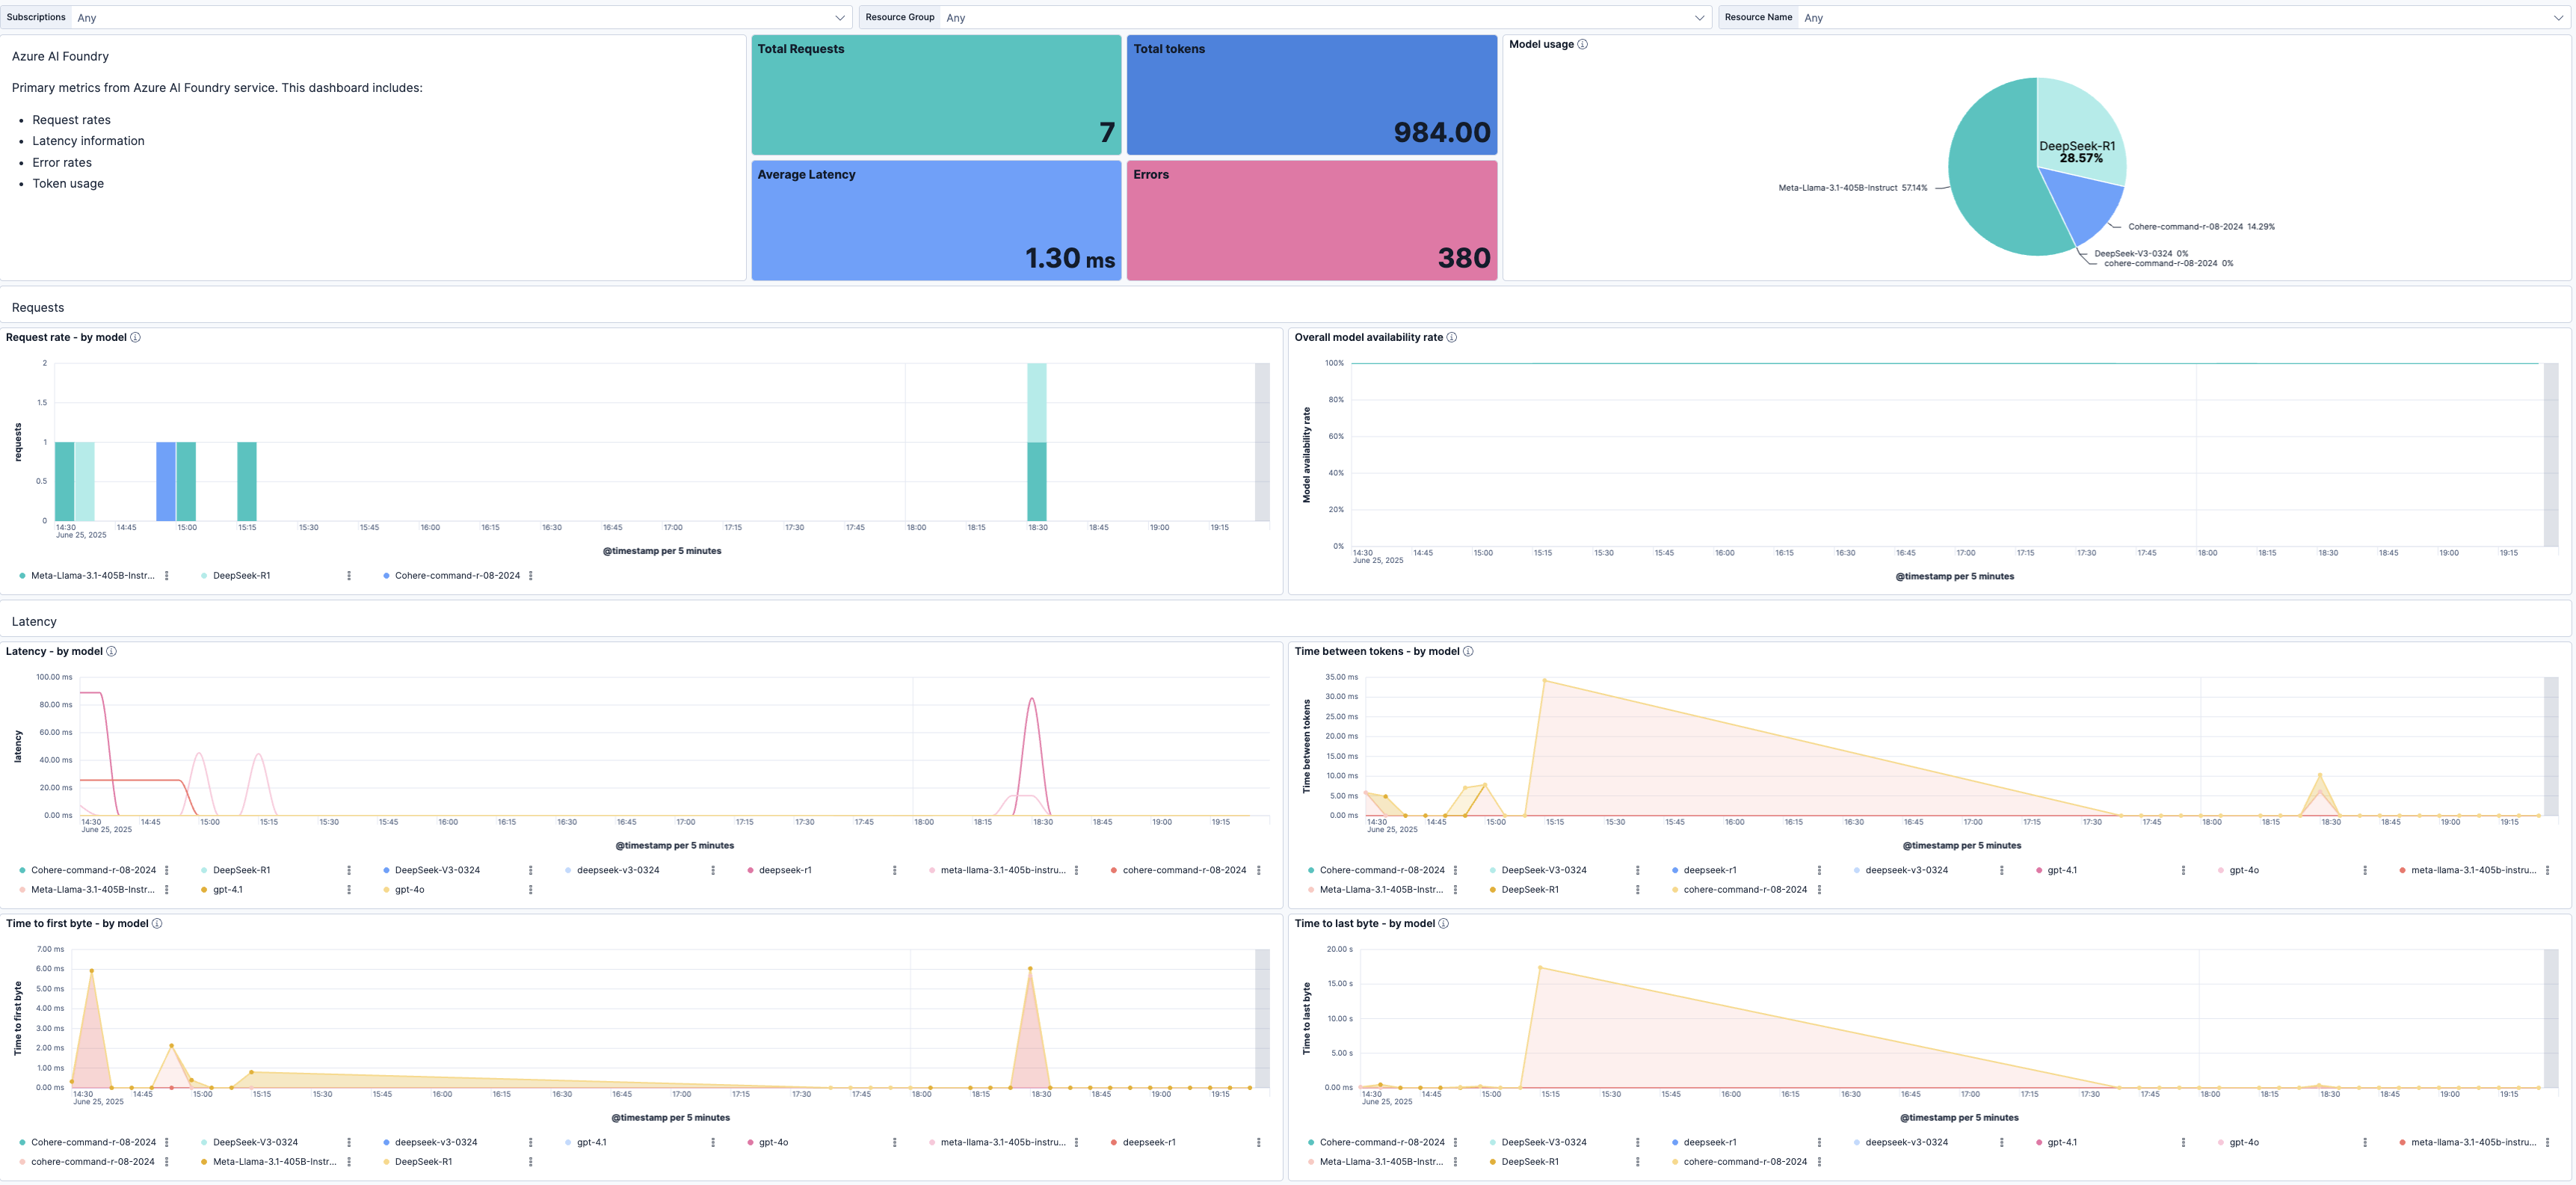 Subscriptions Any
Resource Group Any
Resource Name Any
Azure AI Foundry
Primary metrics from Azure AI Foundry service. This dashboard includes:
• Request rates
• Latency information
• Error rates
• Token usage
Total Requests
7
Total tokens
984.00
Average Latency
1.30 ms
Errors
380
Model usage
DeepSeek-R1
28.57%
Meta-Llama-3.1-405B-Instruct 57.14%
Cohere-command-r-08-2024 14.29%
DeepSeek-V3-0324 0%
cohere-command-r-08-2024 0%
Requests
Request rate - by model
requests
2
1.5
1
0.5
0
14:30 14:45 15:00 15:15 15:30 15:45 16:00 16:15 16:30 16:45 17:00 17:15 17:30 17:45 18:00 18:15 18:30 18:45 19:00 19:15
June 25, 2025
@timestamp per 5 minutes
Meta-Llama-3.1-405B-Instr... DeepSeek-R1 Cohere-command-r-08-2024
Overall model availability rate
Model availability rate
100%
80%
60%
40%
20%
0%
14:30 14:45 15:00 15:15 15:30 15:45 16:00 16:15 16:30 16:45 17:00 17:15 17:30 17:45 18:00 18:15 18:30 18:45 19:00 19:15
June 25, 2025
@timestamp per 5 minutes
Latency
Latency - by model
latency
100.00 ms
80.00 ms
60.00 ms
40.00 ms
20.00 ms
0.00 ms
14:30 14:45 15:00 15:15 15:30 15:45 16:00 16:15 16:30 16:45 17:00 17:15 17:30 17:45 18:00 18:15 18:30 18:45 19:00 19:15
June 25, 2025
@timestamp per 5 minutes
Cohere-command-r-08-2024 DeepSeek-R1 DeepSeek-V3-0324 deepseek-v3-0324 deepseek-r1 meta-llama-3.1-405b-instru... cohere-command-r-08-2024
Meta-Llama-3.1-405B-Instr... gpt-4.1 gpt-4o
Time between tokens - by model
Time between tokens
35.00 ms
30.00 ms
25.00 ms
20.00 ms
15.00 ms
10.00 ms
5.00 ms
0.00 ms
14:30 14:45 15:00 15:15 15:30 15:45 16:00 16:15 16:30 16:45 17:00 17:15 17:30 17:45 18:00 18:15 18:30 18:45 19:00 19:15
June 25, 2025
@timestamp per 5 minutes
Cohere-command-r-08-2024 DeepSeek-V3-0324 deepseek-r1 deepseek-v3-0324 gpt-4.1 gpt-4o meta-llama-3.1-405b-instru...
Meta-Llama-3.1-405B-Instr... DeepSeek-R1 cohere-command-r-08-2024
Time to first byte - by model
Time to first byte
7.00 ms
6.00 ms
5.00 ms
4.00 ms
3.00 ms
2.00 ms
1.00 ms
0.00 ms
14:30 14:45 15:00 15:15 15:30 15:45 16:00 16:15 16:30 16:45 17:00 17:15 17:30 17:45 18:00 18:15 18:30 18:45 19:00 19:15
June 25, 2025
@timestamp per 5 minutes
Cohere-command-r-08-2024 DeepSeek-V3-0324 deepseek-v3-0324 gpt-4.1 gpt-4o meta-llama-3.1-405b-instru... deepseek-r1
cohere-command-r-08-2024 Meta-Llama-3.1-405B-Instr... DeepSeek-R1
Time to last byte - by model
Time to last byte
20.00 s
15.00 s
10.00 s
5.00 s
0.00 ms
14:30 14:45 15:00 15:15 15:30 15:45 16:00 16:15 16:30 16:45 17:00 17:15 17:30 17:45 18:00 18:15 18:30 18:45 19:00 19:15
June 25, 2025
@timestamp per 5 minutes
Cohere-command-r-08-2024 DeepSeek-V3-0324 deepseek-r1 deepseek-v3-0324 gpt-4.1 gpt-4o meta-llama-3.1-405b-instru...
Meta-Llama-3.1-405B-Instr... DeepSeek-R1 cohere-command-r-08-2024